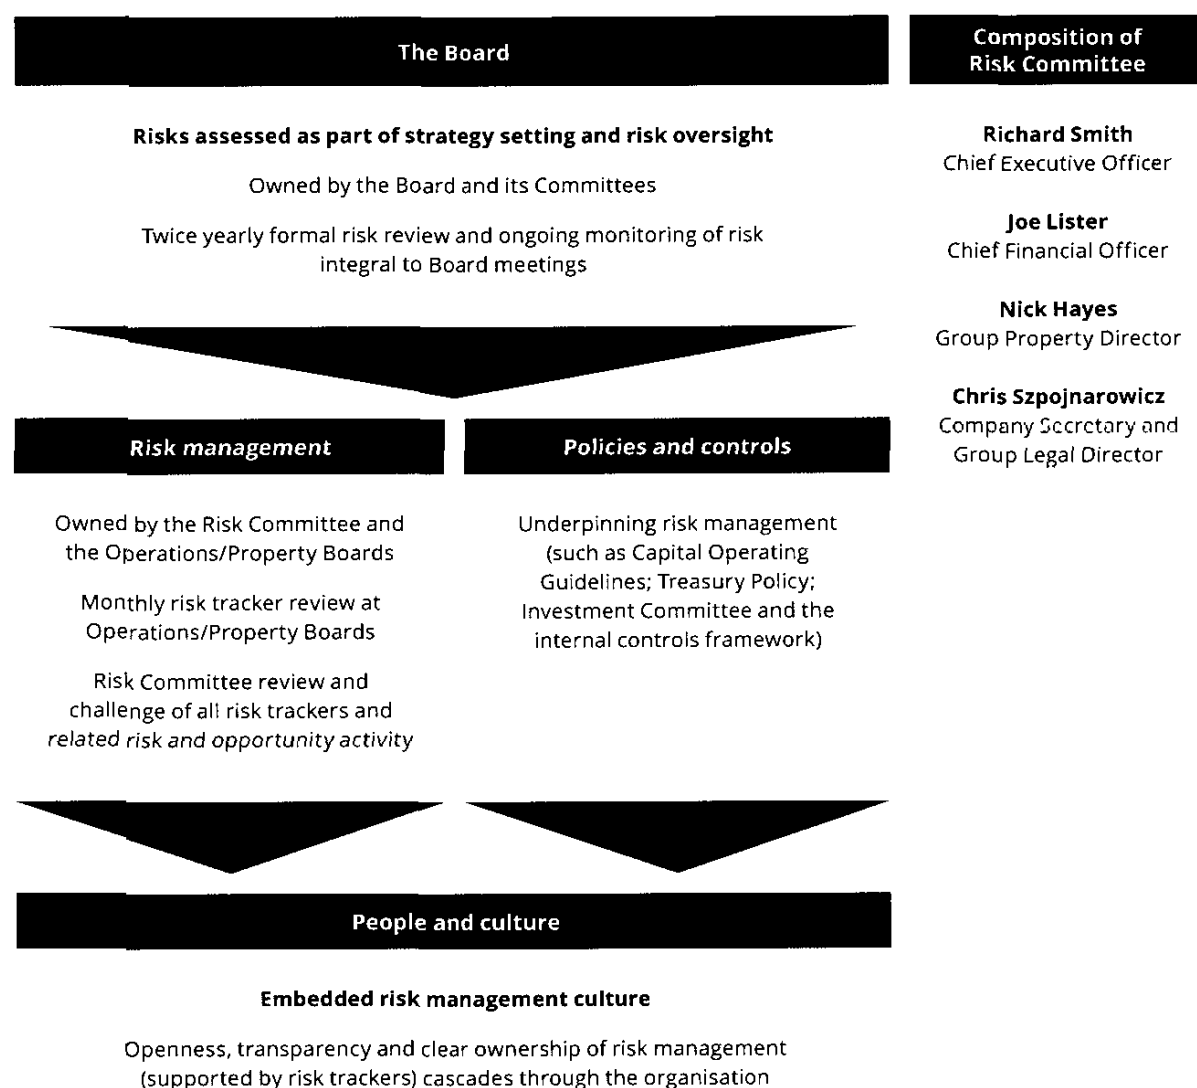 The Board
Risks assessed as part of strategy setting and risk oversight
Owned by the Board and its Committees
Twice yearly formal risk review and ongoing monitoring of risk
integral to Board meetings
Risk management
Owned by the Risk Committee and
the Operations/Property Boards
Monthly risk tracker review at
Operations/Property Boards
Risk Committee review and
challenge of all risk trackers and
related risk and opportunity activity
Policies and controls
Underpinning risk management
(such as Capital Operating
Guidelines; Treasury Policy;
Investment Committee and the
internal controls framework)
People and culture
Embedded risk management culture
Openness, transparency and clear ownership of risk management
(supported by risk trackers) cascades through the organisation
Composition of
Risk Committee
Richard Smith
Chief Executive Officer
Joe Lister
Chief Financial Officer
Nick Hayes
Group Property Director
Chris Szpojnarowicz
Company Secretary and
Group Legal Director